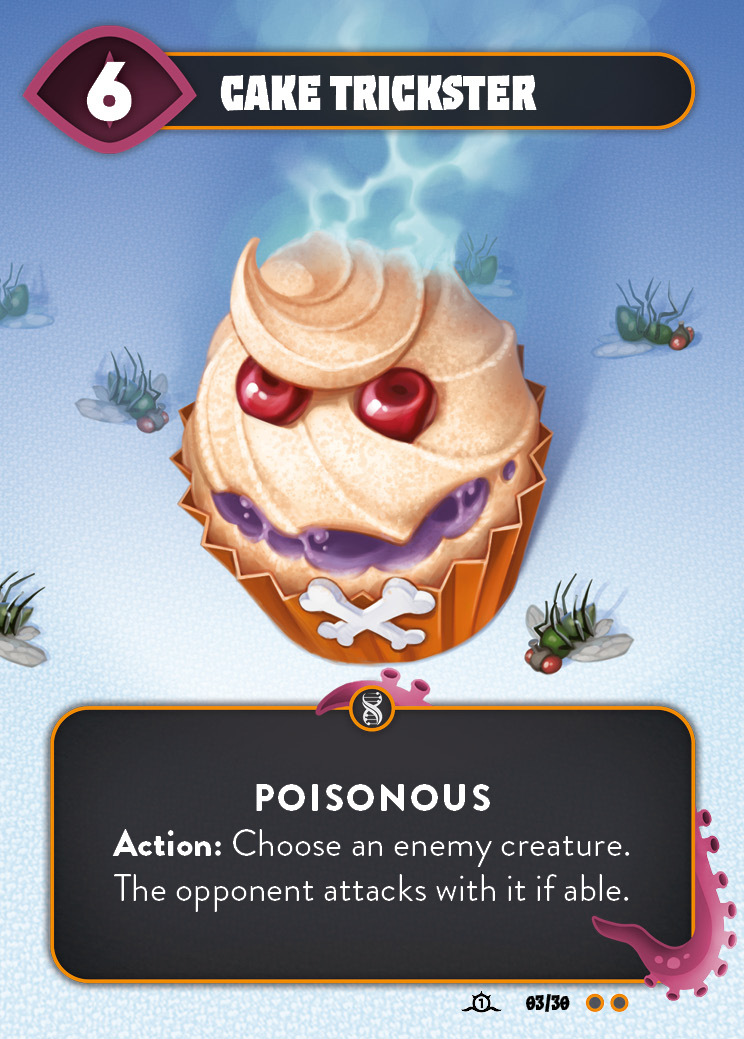 6
CAKE TRICKSTER
POISONOUS
Action: Choose an enemy creature.
The opponent attacks with it if able.
1 03/30